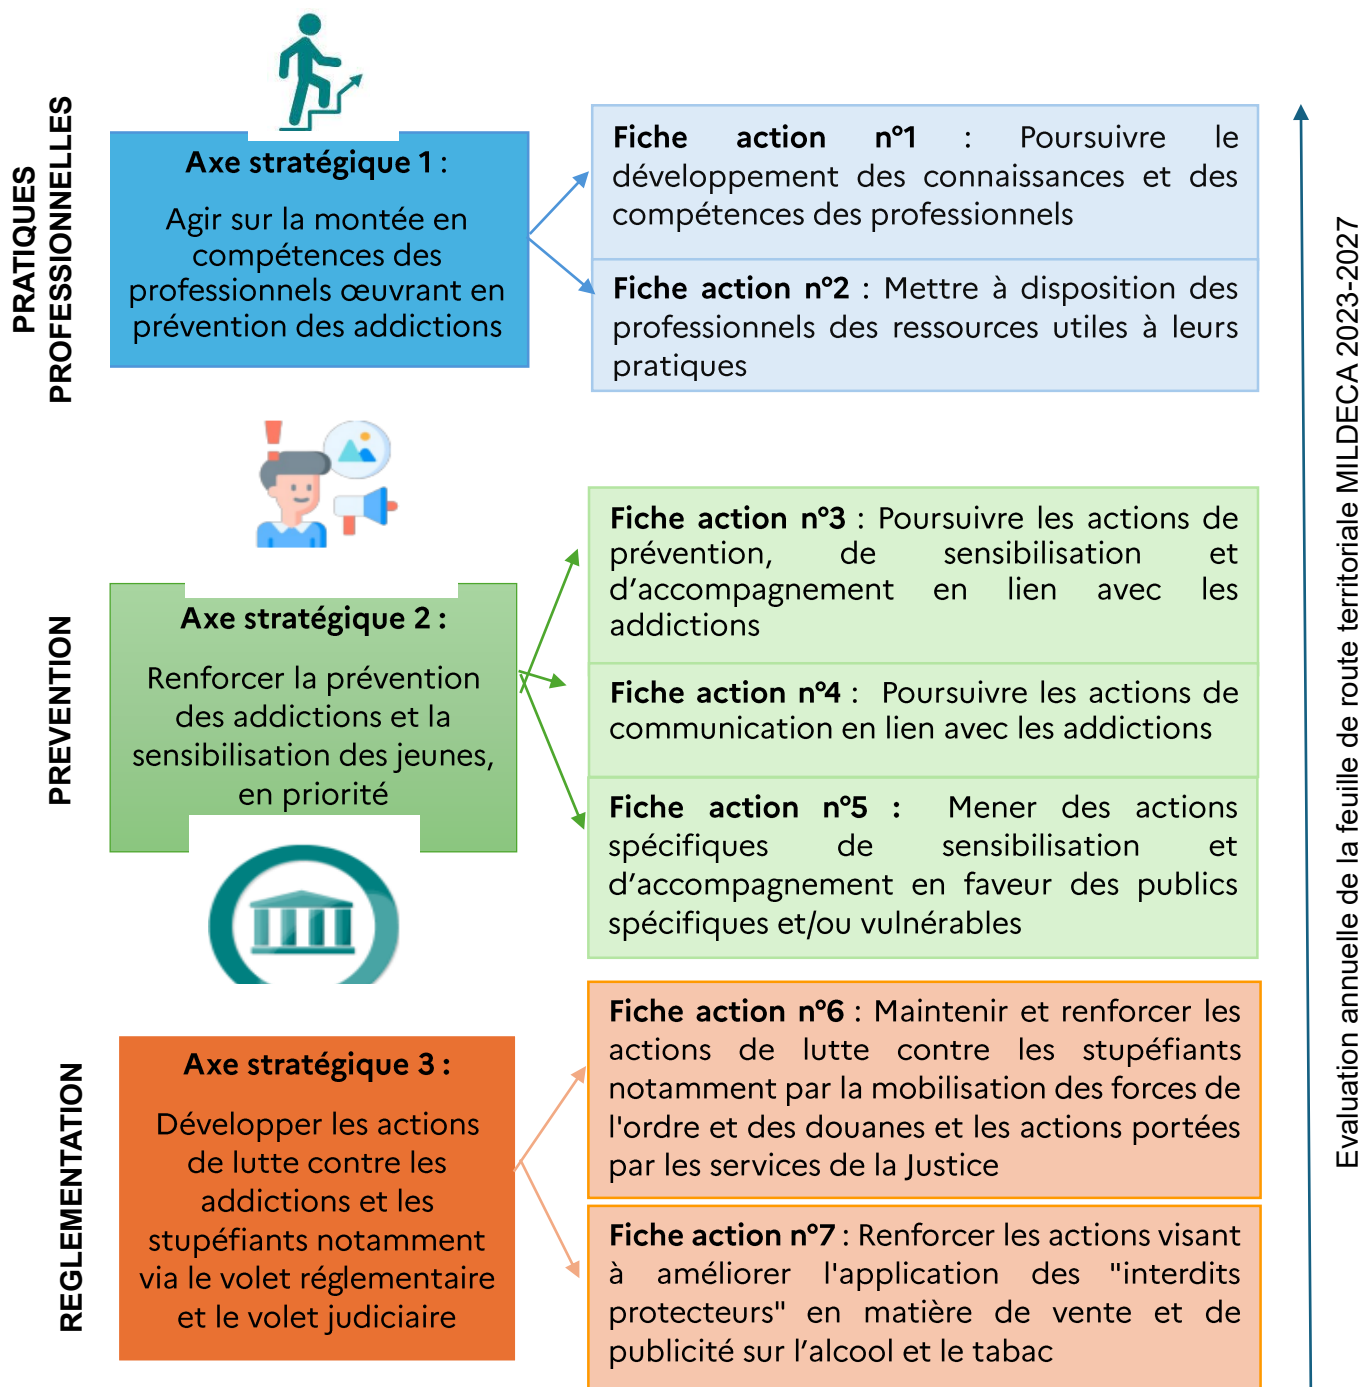 PRATIQUES
PROFESSIONNELLES
Axe stratégique 1 :
Agir sur la montée en
compétences des
professionnels œuvrant en
prévention des addictions
Fiche action n°1 : Poursuivre le
développement des connaissances et des
compétences des professionnels
Fiche action n°2 : Mettre à disposition des
professionnels des ressources utiles à leurs
pratiques
PREVENTION
Axe stratégique 2 :
Renforcer la prévention
des addictions et la
sensibilisation des jeunes,
en priorité
Fiche action n°3 : Poursuivre les actions de
prévention, de sensibilisation et
d’accompagnement en lien avec les
addictions
Fiche action n°4 : Poursuivre les actions de
communication en lien avec les addictions
Fiche action n°5 : Mener des actions
spécifiques de sensibilisation et
d’accompagnement en faveur des publics
spécifiques et/ou vulnérables
REGLEMENTATION
Axe stratégique 3 :
Développer les actions
de lutte contre les
addictions et les
stupéfiants notamment
via le volet réglementaire
et le volet judiciaire
Fiche action n°6 : Maintenir et renforcer les
actions de lutte contre les stupéfiants
notamment par la mobilisation des forces de
l'ordre et des douanes et les actions portées
par les services de la Justice
Fiche action n°7 : Renforcer les actions visant
à améliorer l'application des "interdits
protecteurs" en matière de vente et de
publicité sur l’alcool et le tabac
Evaluation annuelle de la feuille de route territoriale MILDECA 2023-2027